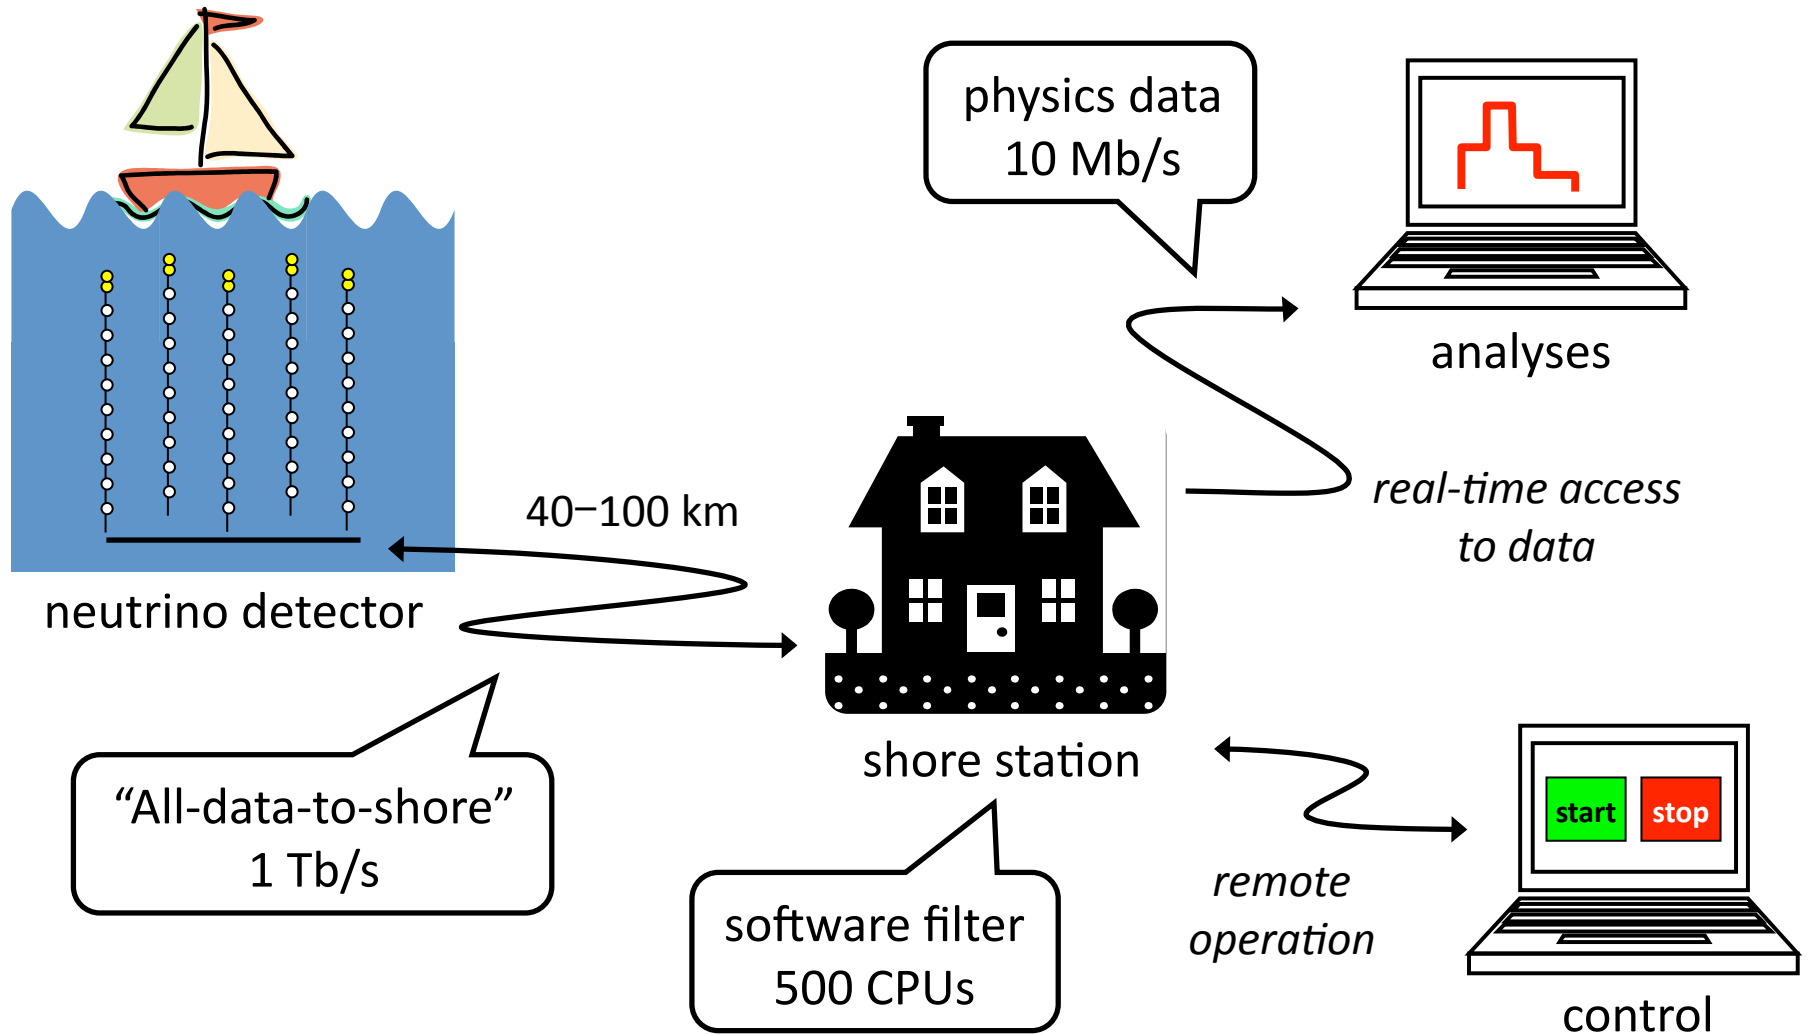 physics data
10 Mb/s
analyses
real-time access
to data
40–100 km
neutrino detector
“All-data-to-shore”
1 Tb/s
shore station
software filter
500 CPUs
remote
operation
start stop
control